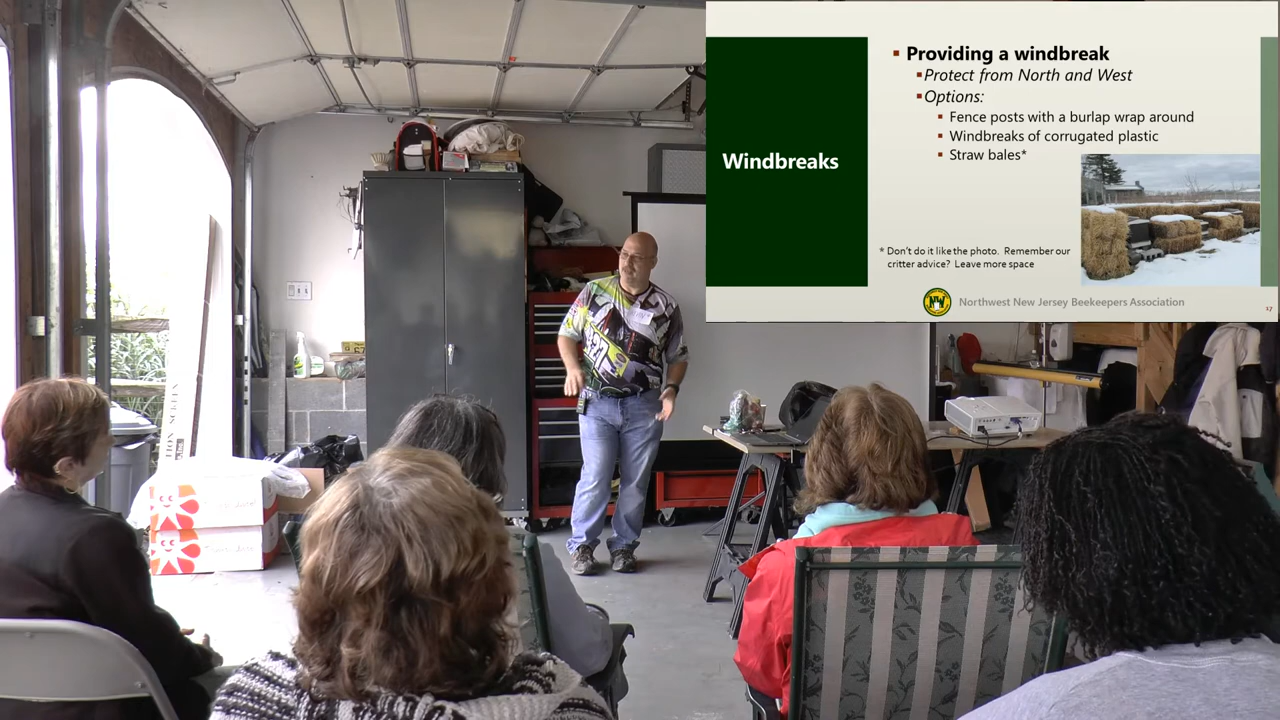 Providing a windbreak
Protect from North and West
Options:
Fence posts with a burlap wrap around
Windbreaks of corrugated plastic
Straw bales*
Windbreaks
* Don't do it like the photo. Remember our
critter advice? Leave more space
NW
Northwest New Jersey Beekeepers Association
17